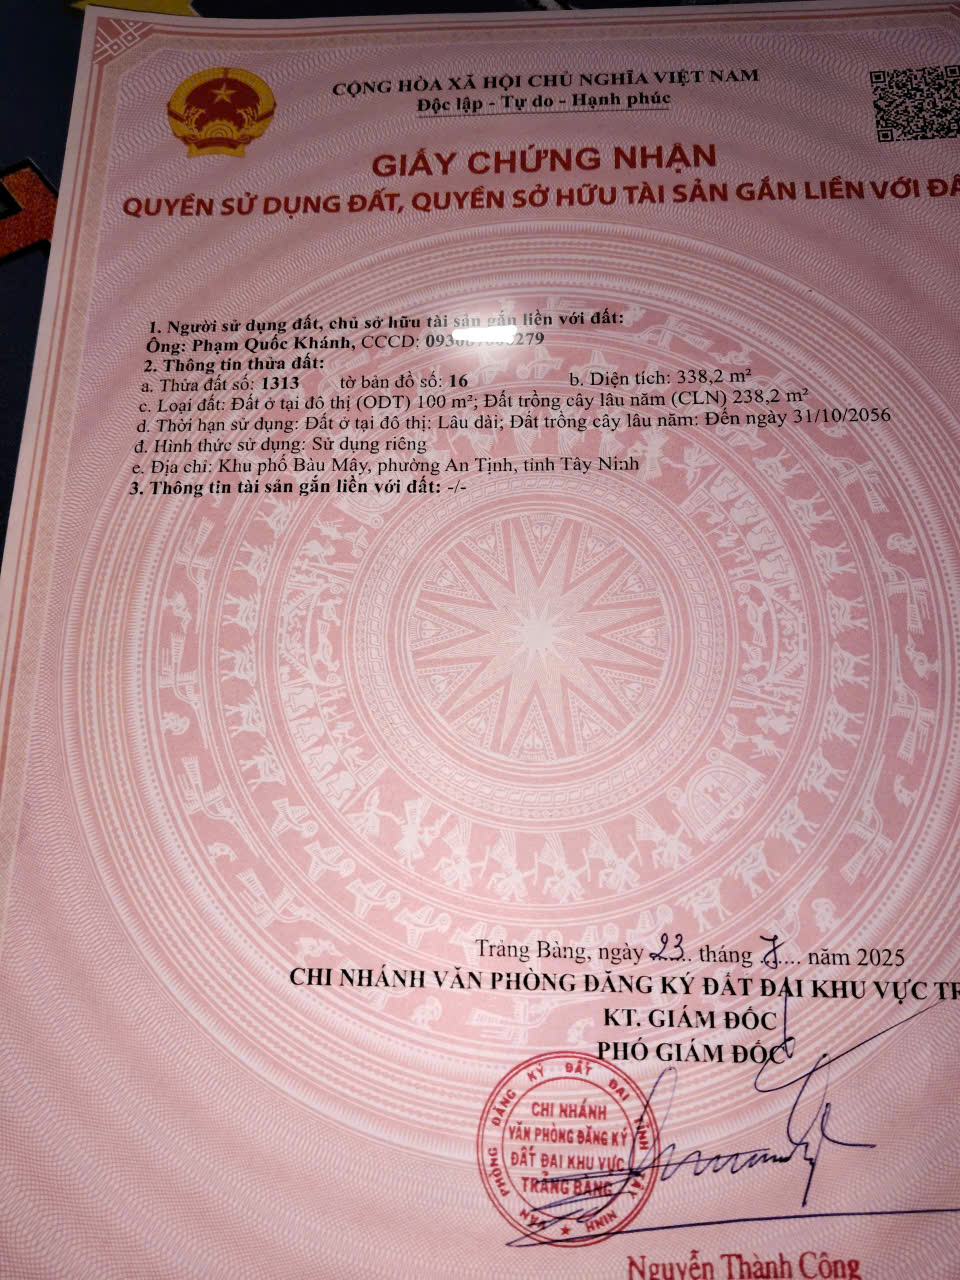 CỘNG HÒA XÃ HỘI CHỦ NGHĨA VIỆT NAM
Độc lập - Tự do - Hạnh phúc
GIẤY CHỨNG NHẬN
QUYỀN SỬ DỤNG ĐẤT, QUYỀN SỞ HỮU TÀI SẢN GẮN LIỀN VỚI ĐẤ
1. Người sử dụng đất, chủ sở hữu tài sản gắn liền với đất:
Ông: Phạm Quốc Khánh, CCCD:
2. Thông tin thửa đất:
a. Thửa đất số: 1313 tờ bản đồ số: 16 b. Diện tích: 338,2 m²
c. Loại đất: Đất ở tại đô thị (ODT) 100 m²; Đất trồng cây lâu năm (CLN) 238,2 m²
d. Thời hạn sử dụng: Đất ở tại đô thị: Lâu dài; Đất trồng cây lâu năm: Đến ngày 31/10/2056
đ. Hình thức sử dụng: Sử dụng riêng
e. Địa chỉ: Khu phố Bàu Mây, phường An Tịnh, tỉnh Tây Ninh
3. Thông tin tài sản gắn liền với đất: -/-
Trảng Bàng, ngày 23 tháng 7 năm 2025
CHI NHÁNH VĂN PHÒNG ĐĂNG KÝ ĐẤT ĐAI KHU VỰC TR
KT. GIÁM ĐỐC
PHÓ GIÁM ĐỐC
VĂN PHÒNG ĐĂNG KÝ ĐẤT ĐAI TỈNH TÂY NINH
CHI NHÁNH
VĂN PHÒNG ĐĂNG KÝ
ĐẤT ĐAI KHU VỰC
TRẢNG BÀNG
Nguyễn Thành Công